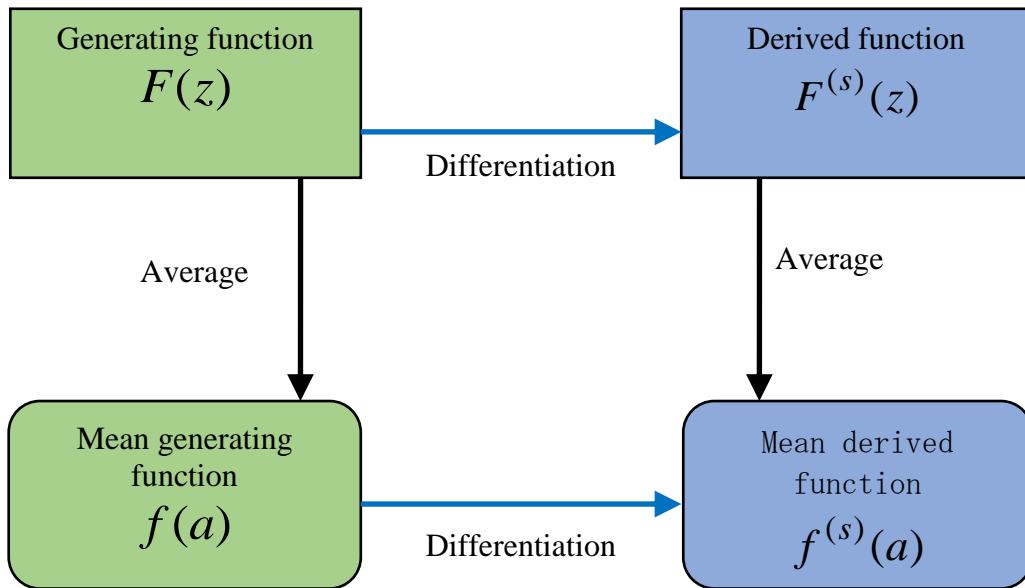 Generating function
F(z)
Derived function
F^{(s)}(z)
Differentiation
Average
Average
Mean generating
function
f(a)
Mean derived
function
f^{(s)}(a)
Differentiation